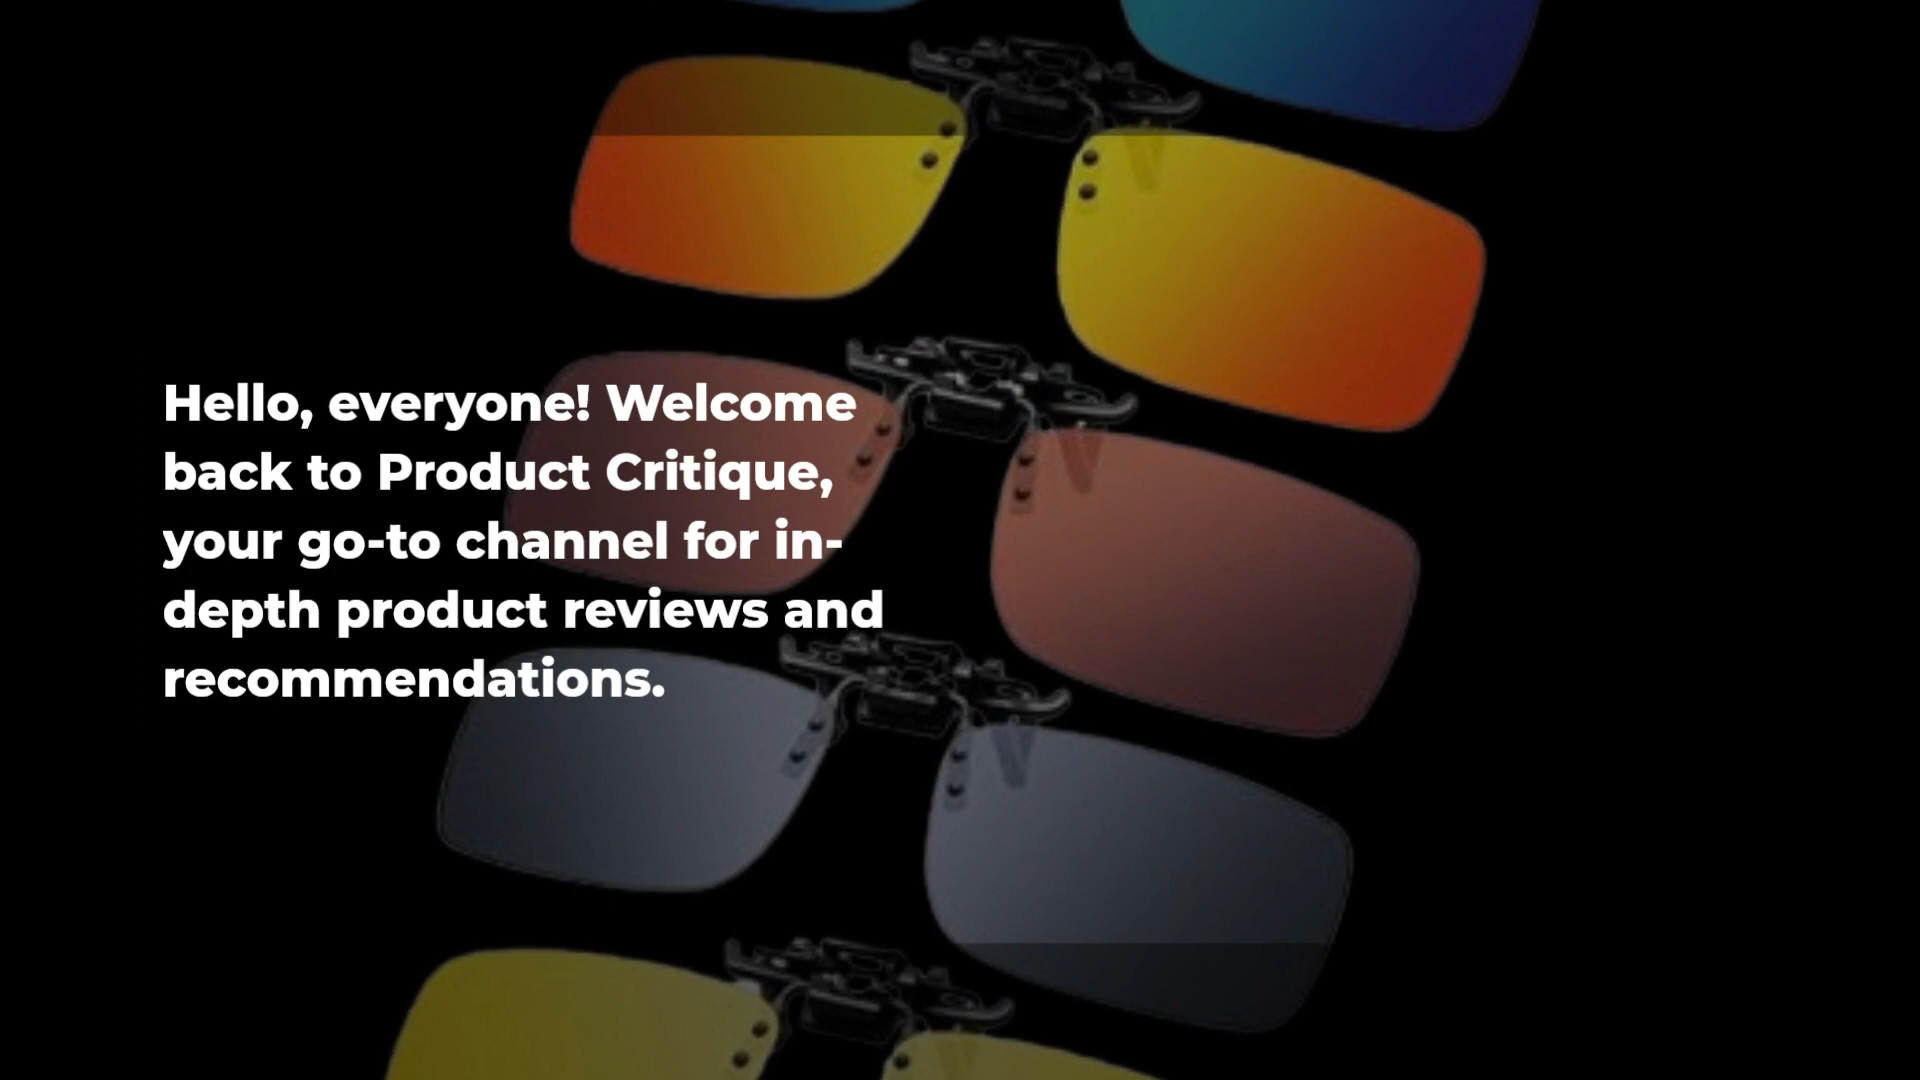 Hello, everyone! Welcome
back to Product Critique,
your go-to channel for in-
depth product reviews and
recommendations.